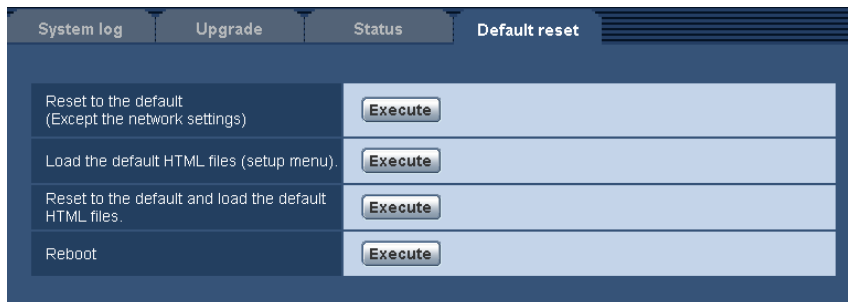 System log
Upgrade
Status
Default reset
Reset to the default
(Except the network settings)
Execute
Load the default HTML files (setup menu).
Execute
Reset to the default and load the default
HTML files.
Execute
Reboot
Execute